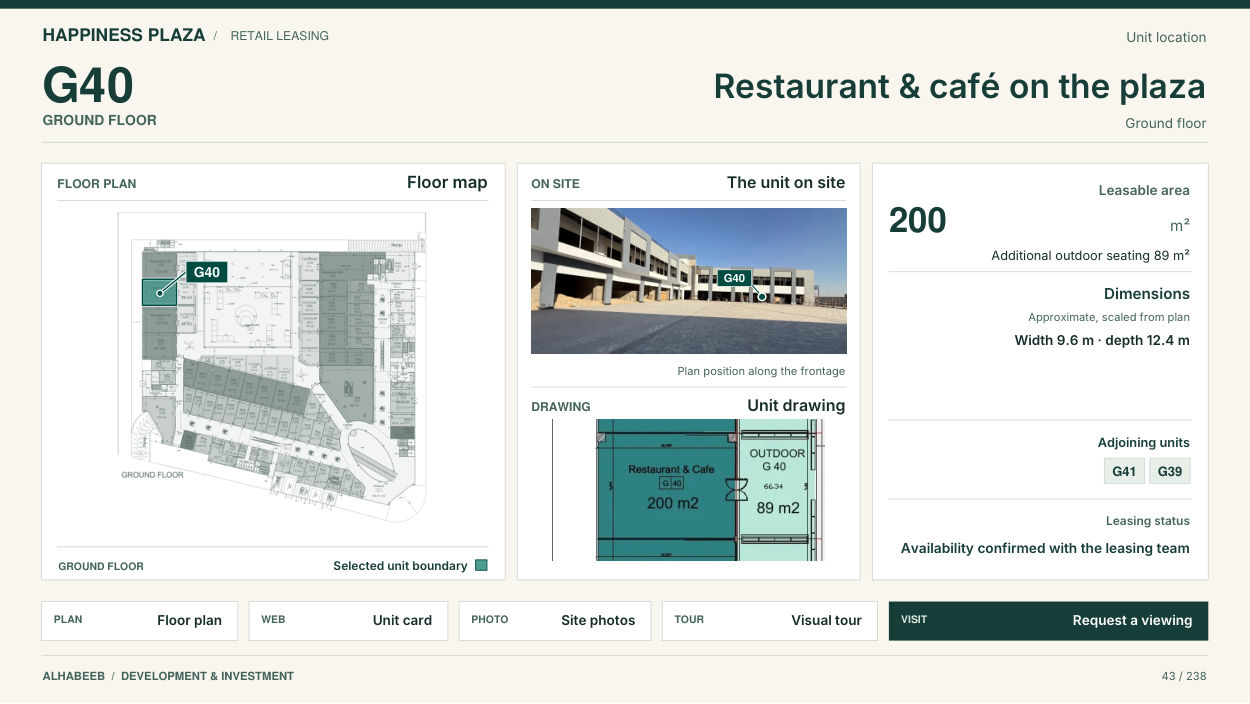 HAPPINESS PLAZA / RETAIL LEASING
Unit location
G40
Restaurant & café on the plaza
GROUND FLOOR
Ground floor
FLOOR PLAN
Floor map
G40
GROUND FLOOR
GROUND FLOOR
Selected unit boundary
ON SITE
The unit on site
G40
Plan position along the frontage
DRAWING
Unit drawing
Restaurant & Cafe
G 40
200 m2
OUTDOOR
G 40
66.34
89 m2
Leasable area
200 m²
Additional outdoor seating 89 m²
Dimensions
Approximate, scaled from plan
Width 9.6 m · depth 12.4 m
Adjoining units
G41 G39
Leasing status
Availability confirmed with the leasing team
PLAN Floor plan
WEB Unit card
PHOTO Site photos
TOUR Visual tour
VISIT Request a viewing
ALHABEEB / DEVELOPMENT & INVESTMENT
43 / 238